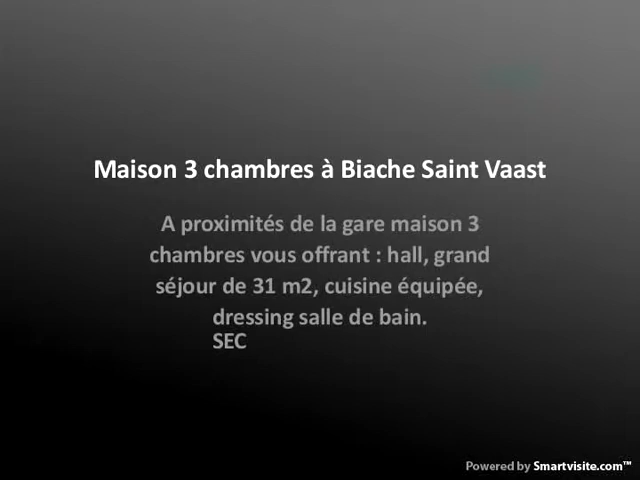 Maison 3 chambres à Biache Saint Vaast
A proximités de la gare maison 3
chambres vous offrant : hall, grand
séjour de 31 m2, cuisine équipée,
dressing salle de bain.
SEC
Powered by Smartvisite.com™